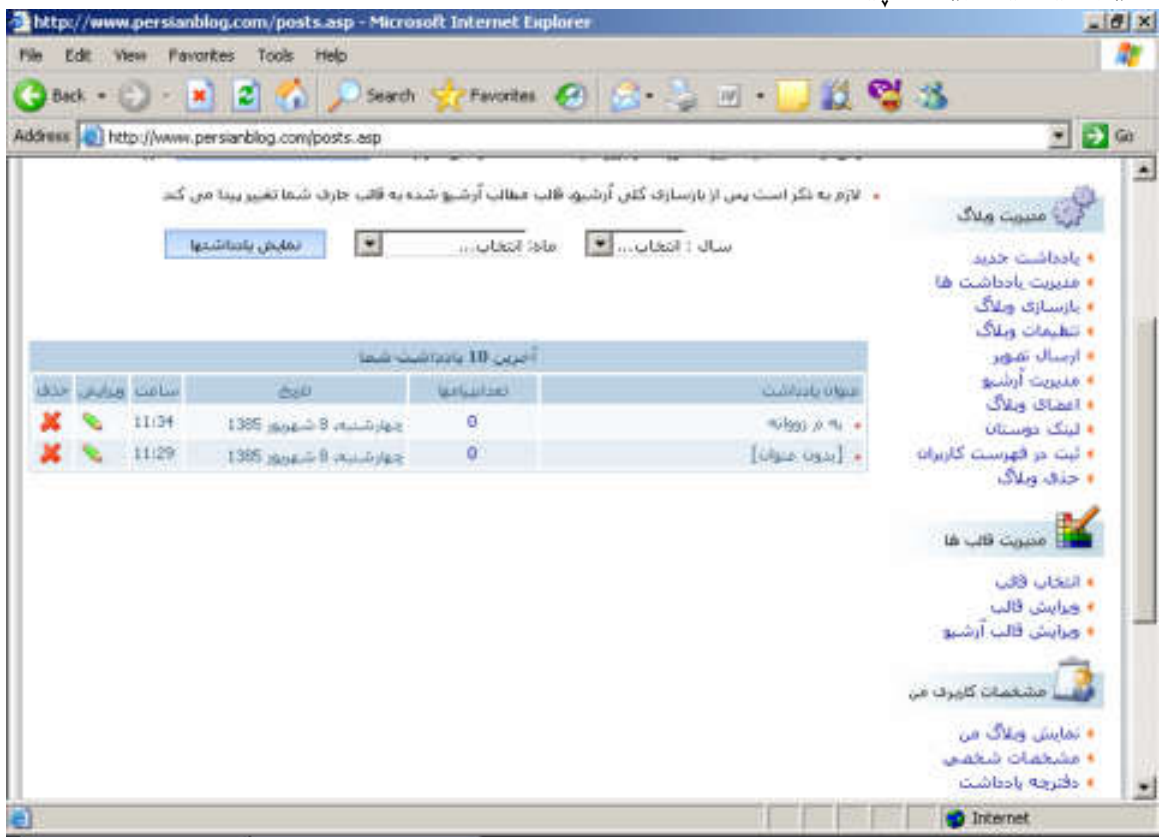 http://www.persianblog.com/posts.asp - Microsoft Internet Explorer
File Edit View Favorites Tools Help
Back Search Favorites
Address http://www.persianblog.com/posts.asp Go
لازم به ذکر است پس از بازسازی کلی آرشیو، قالب مطالب آرشیو شده به قالب جاری شما تغییر پیدا می کند
سال : انتخاب... ماه: انتخاب... نمایش یادداشتها
آخرین 10 یادداشت شما
عنوان یادداشت تعدادپیامها تاریخ ساعت ویرایش حذف
0 چهارشنبه، 8 شهریور 1385 11:34
[بدون عنوان] 0 چهارشنبه، 8 شهریور 1385 11:29
مدیریت وبلاگ
یادداشت جدید
مدیریت یادداشت ها
بازسازی وبلاگ
تنظیمات وبلاگ
ارسال تصویر
مدیریت آرشیو
اعضای وبلاگ
لینک دوستان
ثبت در فهرست کاربران
حذف وبلاگ
مدیریت قالب ها
انتخاب قالب
ویرایش قالب
ویرایش قالب آرشیو
مشخصات کاربری من
نمایش وبلاگ من
مشخصات شخصی
دفترچه یادداشت
Internet